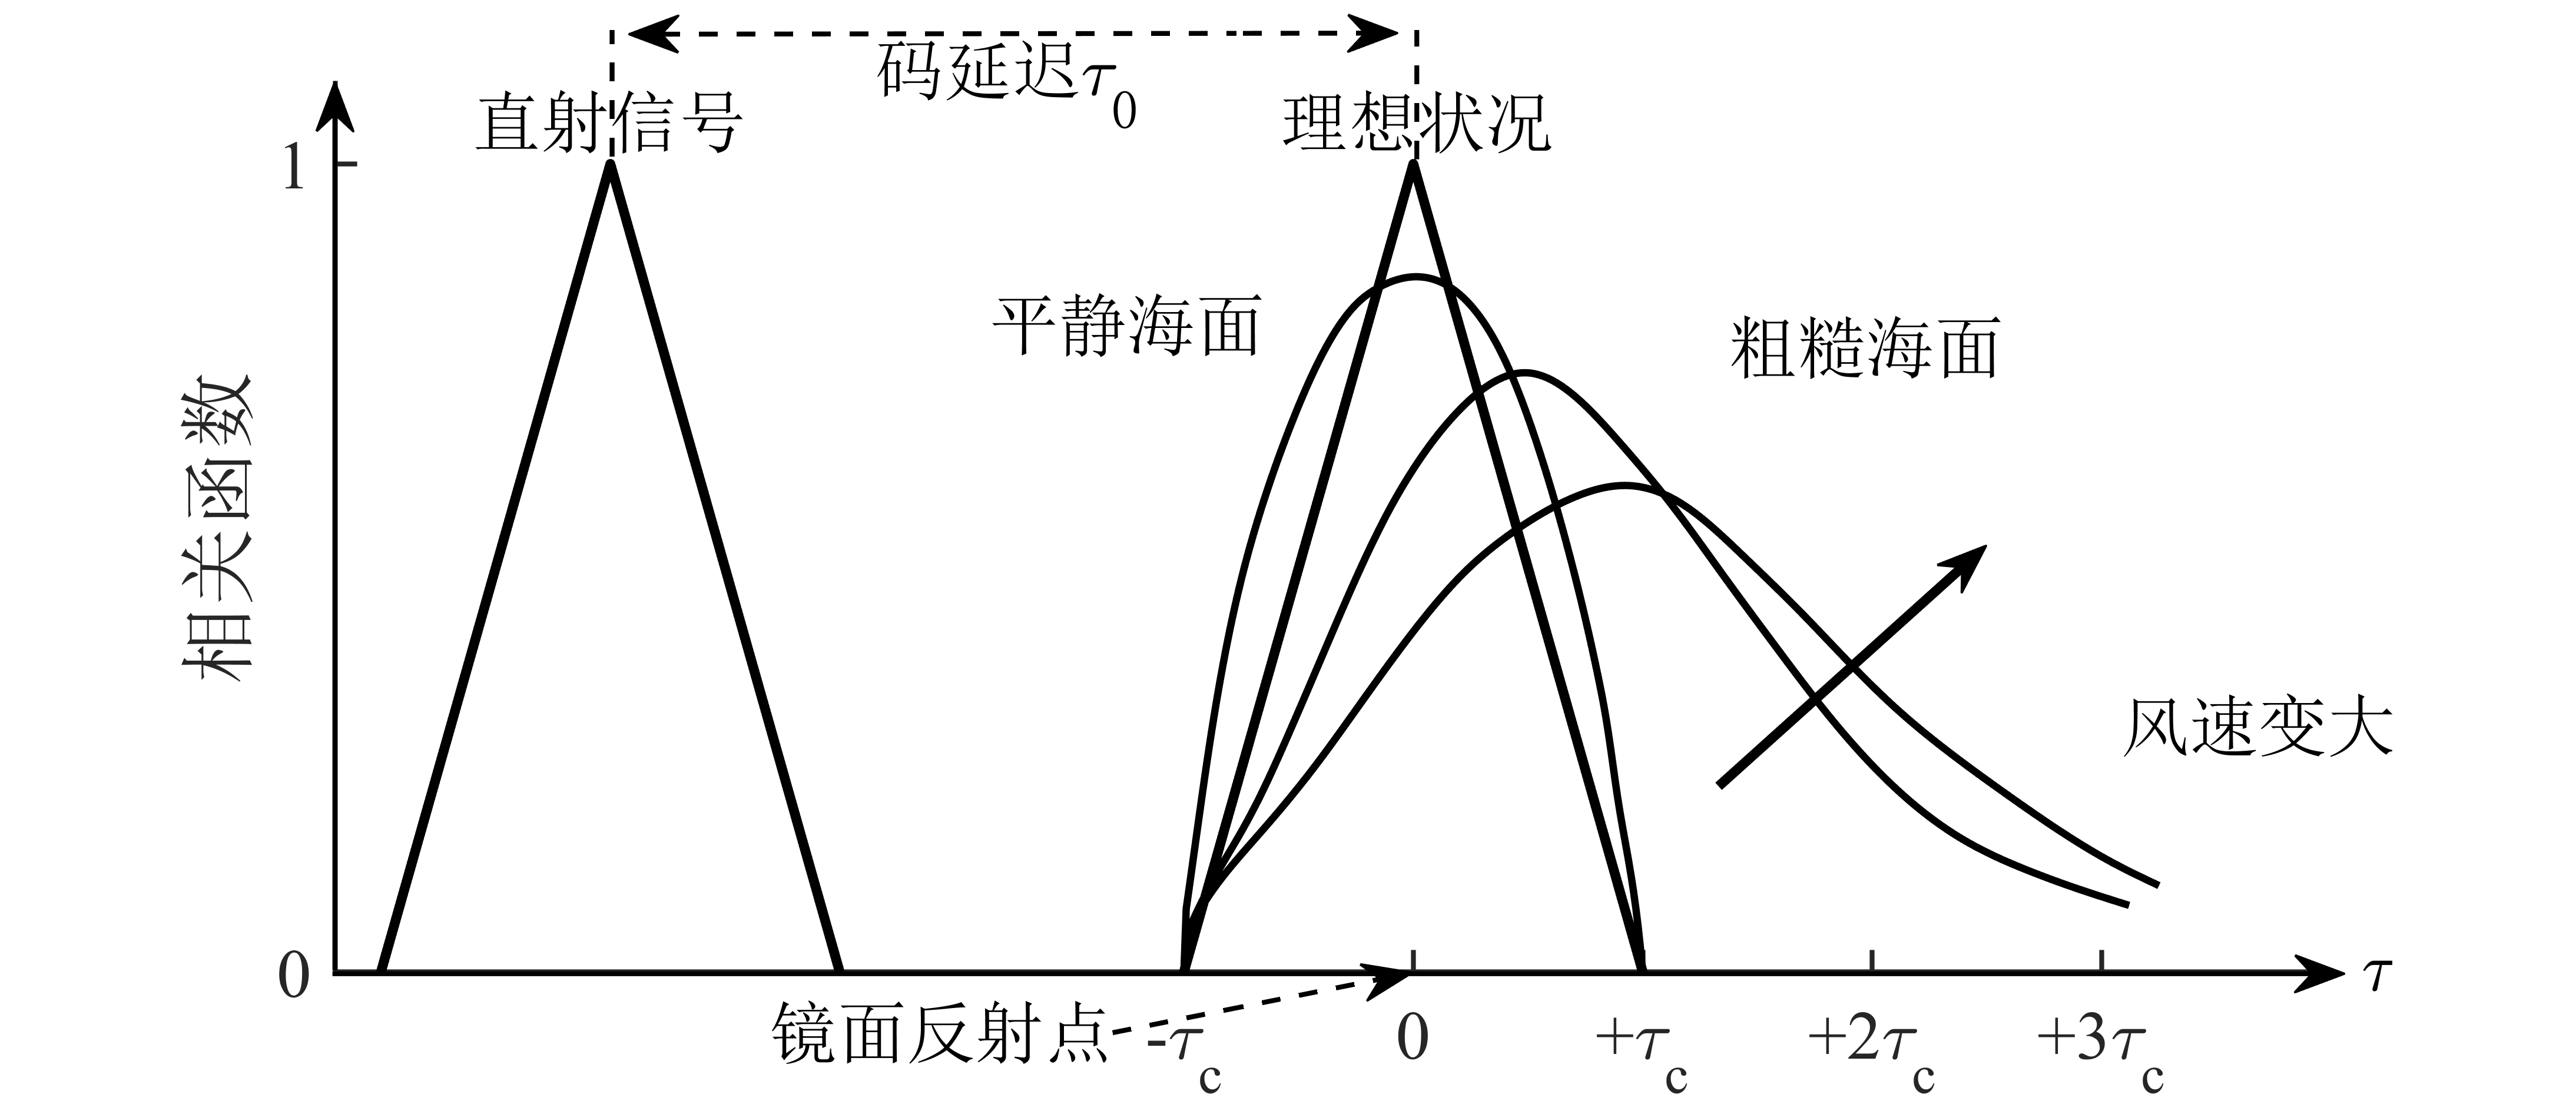 码延迟τ0
直射信号
理想状况
1
平静海面
粗糙海面
相关函数
风速变大
0
τ
镜面反射点
-τc
0
+τc
+2τc
+3τc